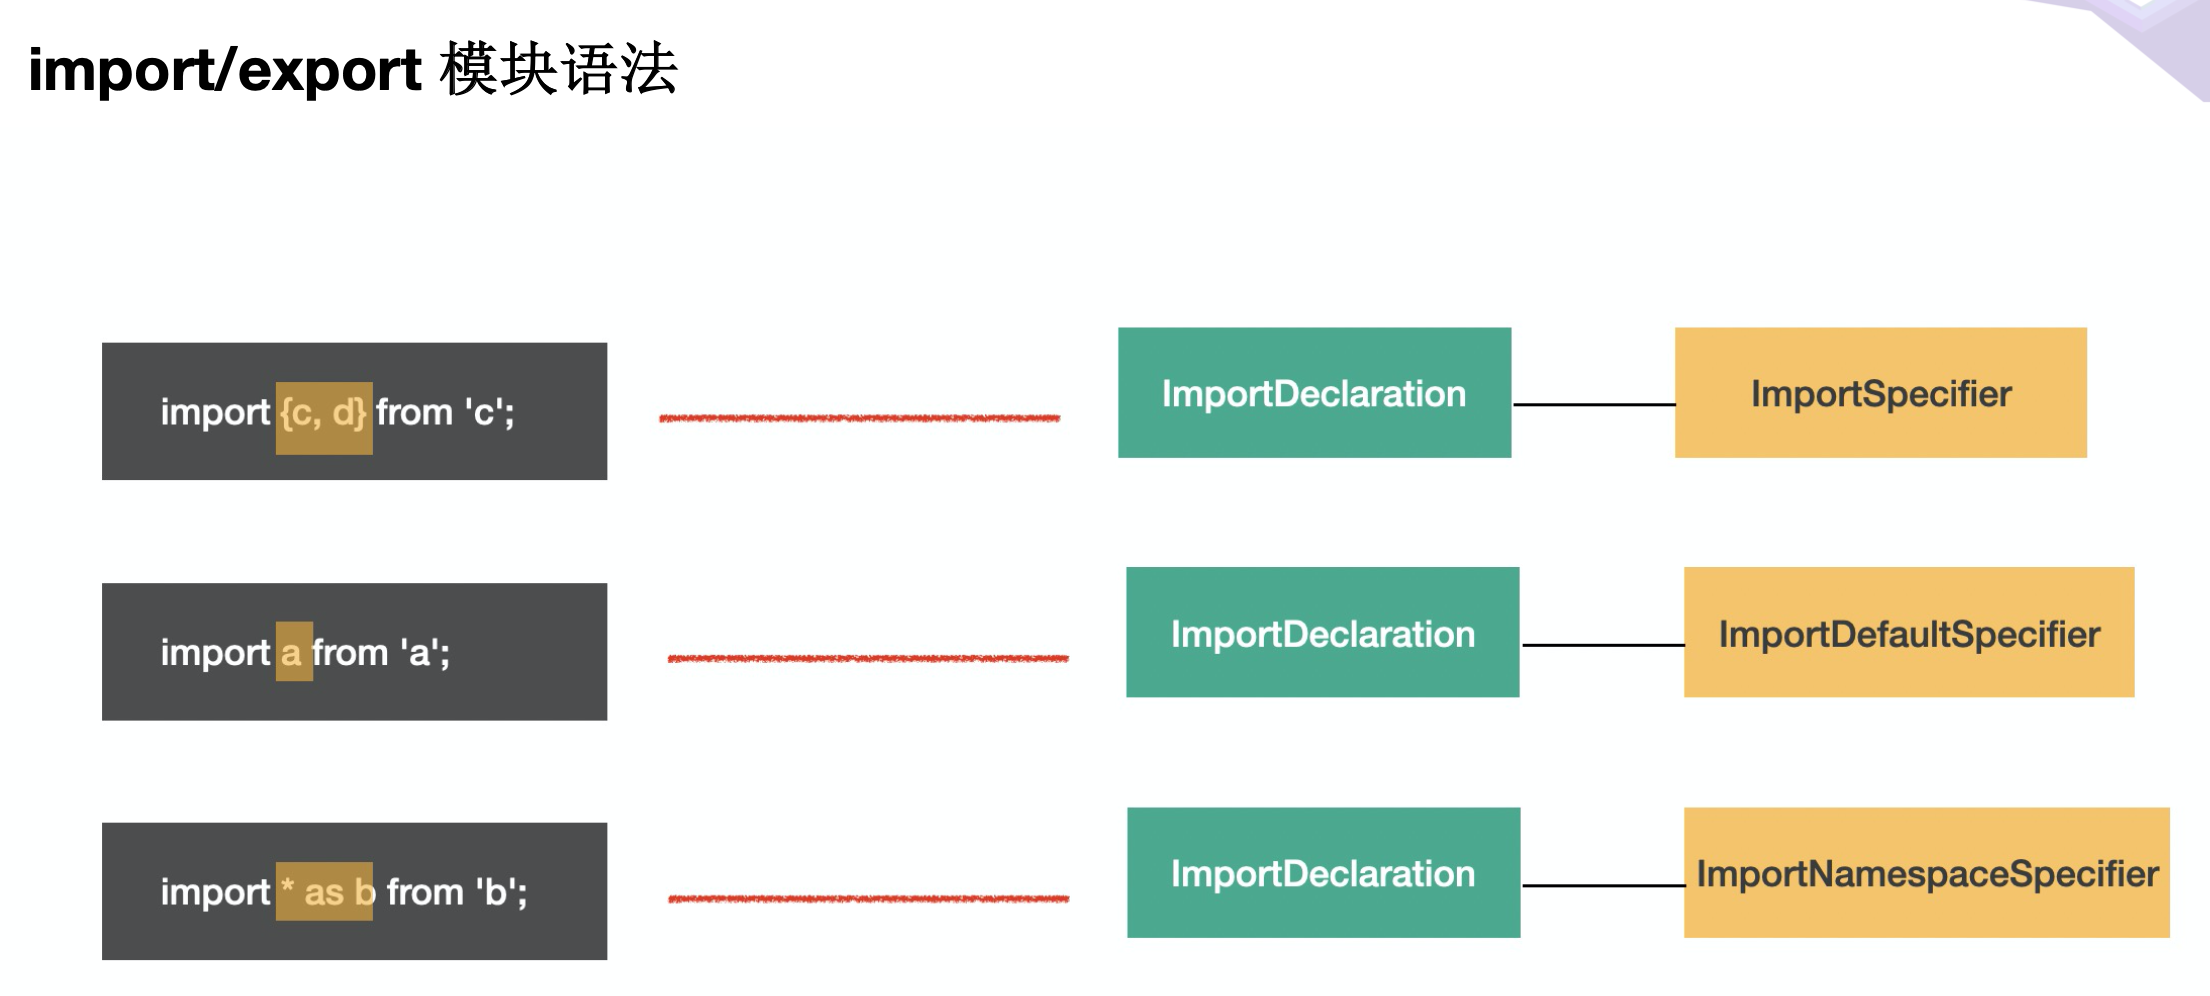 import/export 模块语法
import {c, d} from 'c';
ImportDeclaration
ImportSpecifier
import a from 'a';
ImportDeclaration
ImportDefaultSpecifier
import * as b from 'b';
ImportDeclaration
ImportNamespaceSpecifier